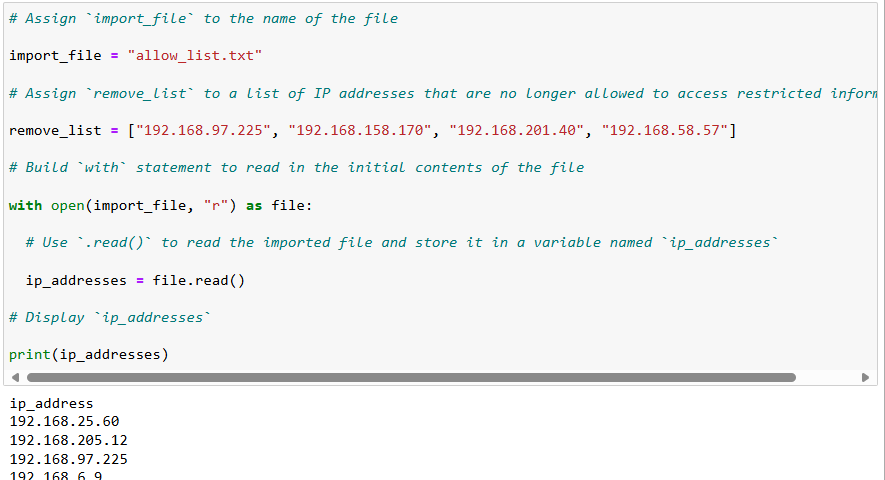 # Assign `import_file` to the name of the file
import_file = "allow_list.txt"
# Assign `remove_list` to a list of IP addresses that are no longer allowed to access restricted inform
remove_list = ["192.168.97.225", "192.168.158.170", "192.168.201.40", "192.168.58.57"]
# Build `with` statement to read in the initial contents of the file
with open(import_file, "r") as file:
  # Use `.read()` to read the imported file and store it in a variable named `ip_addresses`
  ip_addresses = file.read()
# Display `ip_addresses`
print(ip_addresses)
ip_address
192.168.25.60
192.168.205.12
192.168.97.225
192.168.6.9